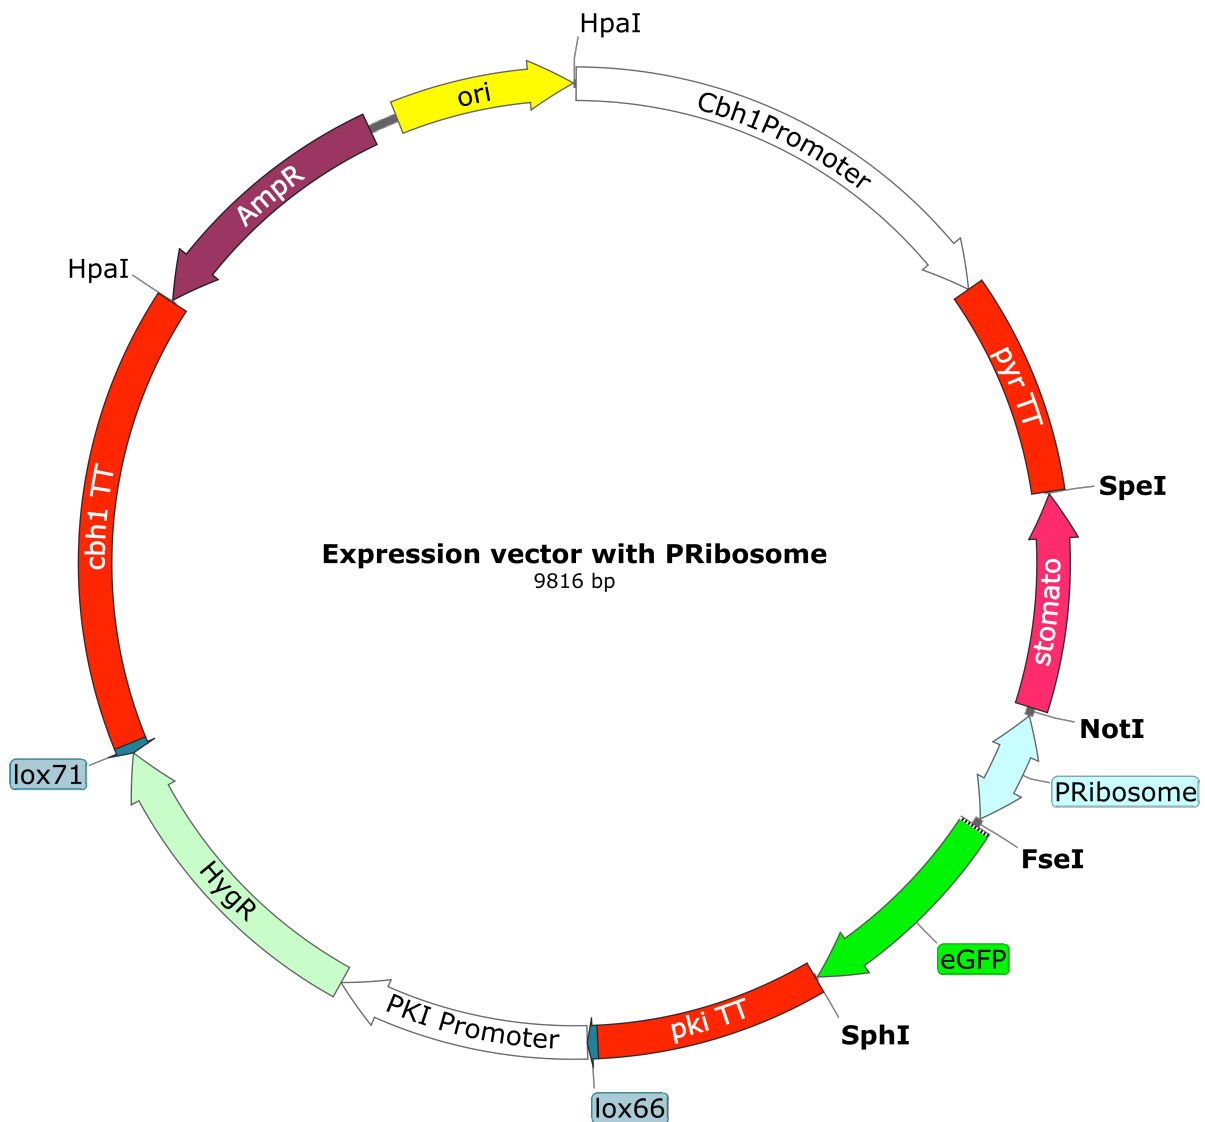 HpaI
ori
Cbh1Promoter
AmpR
HpaI
pyr TT
SpeI
cbh1 TT
Expression vector with PRibosome
9816 bp
stomato
NotI
lox71
PRibosome
FseI
HygR
eGFP
PKI Promoter
pki TT
SphI
lox66